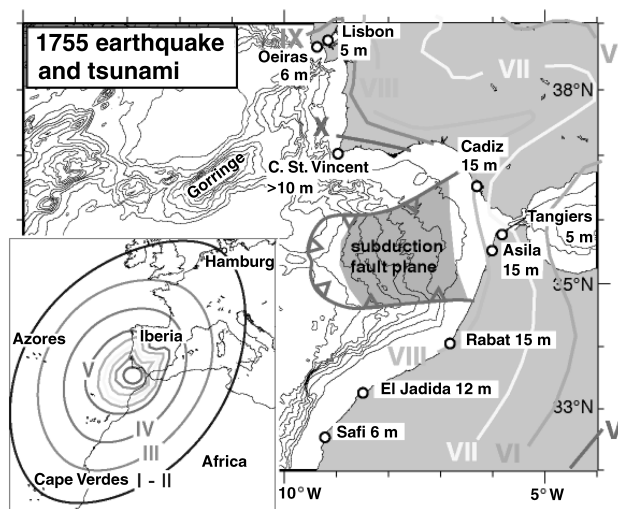 1755 earthquake
and tsunami
IX
Lisbon
5 m
Oeiras
6 m
VIII
VII
V
38°N
X
Cadiz
15 m
C. St. Vincent
>10 m
Gorringe
Tangiers
5 m
Asila
15 m
subduction
fault plane
35°N
Hamburg
Azores
Iberia
V
IV
III
Africa
Cape Verdes I - II
Rabat 15 m
VIII
El Jadida 12 m
33°N
Safi 6 m
VII
VI
V
10°W
5°W